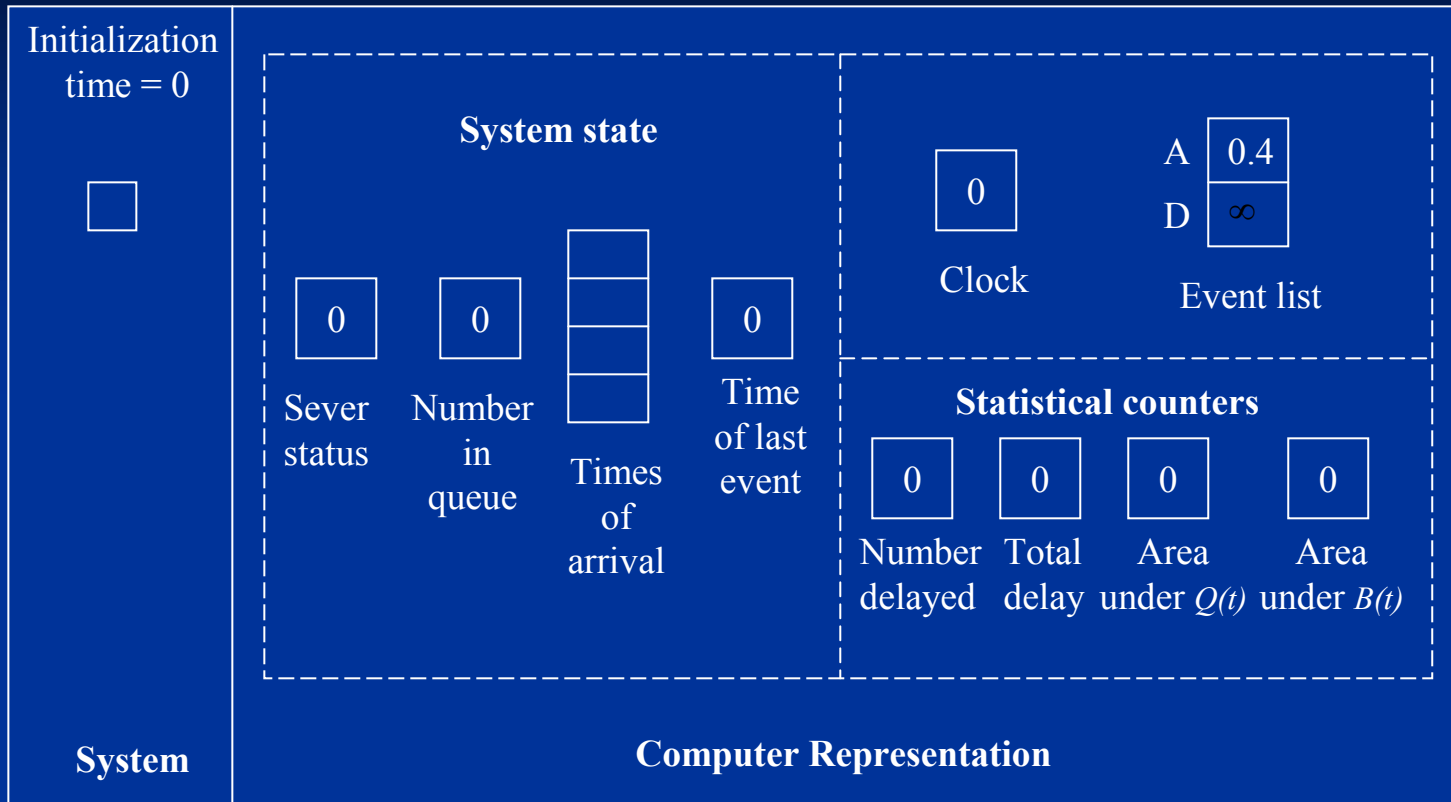 Initialization
time = 0
System
System state
0
Sever
status
0
Number
in
queue
Times
of
arrival
0
Time
of last
event
0
Clock
A 0.4
D ∞
Event list
Statistical counters
0
Number
delayed
0
Total
delay
0
Area
under Q(t)
0
Area
under B(t)
Computer Representation